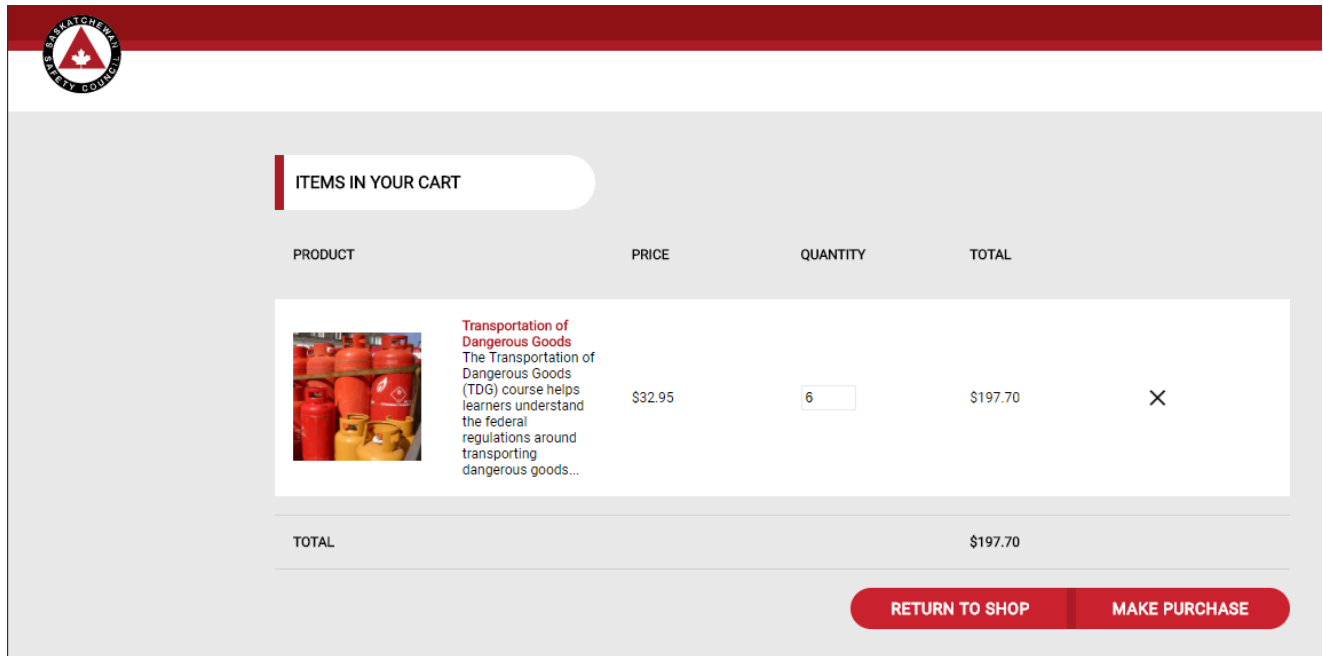 SASKATCHEWAN
SAFETY COUNCIL
ITEMS IN YOUR CART
PRODUCT PRICE QUANTITY TOTAL
Transportation of
Dangerous Goods
The Transportation of
Dangerous Goods
(TDG) course helps
learners understand
the federal
regulations around
transporting
dangerous goods...
$32.95 6 $197.70
TOTAL $197.70
RETURN TO SHOP MAKE PURCHASE